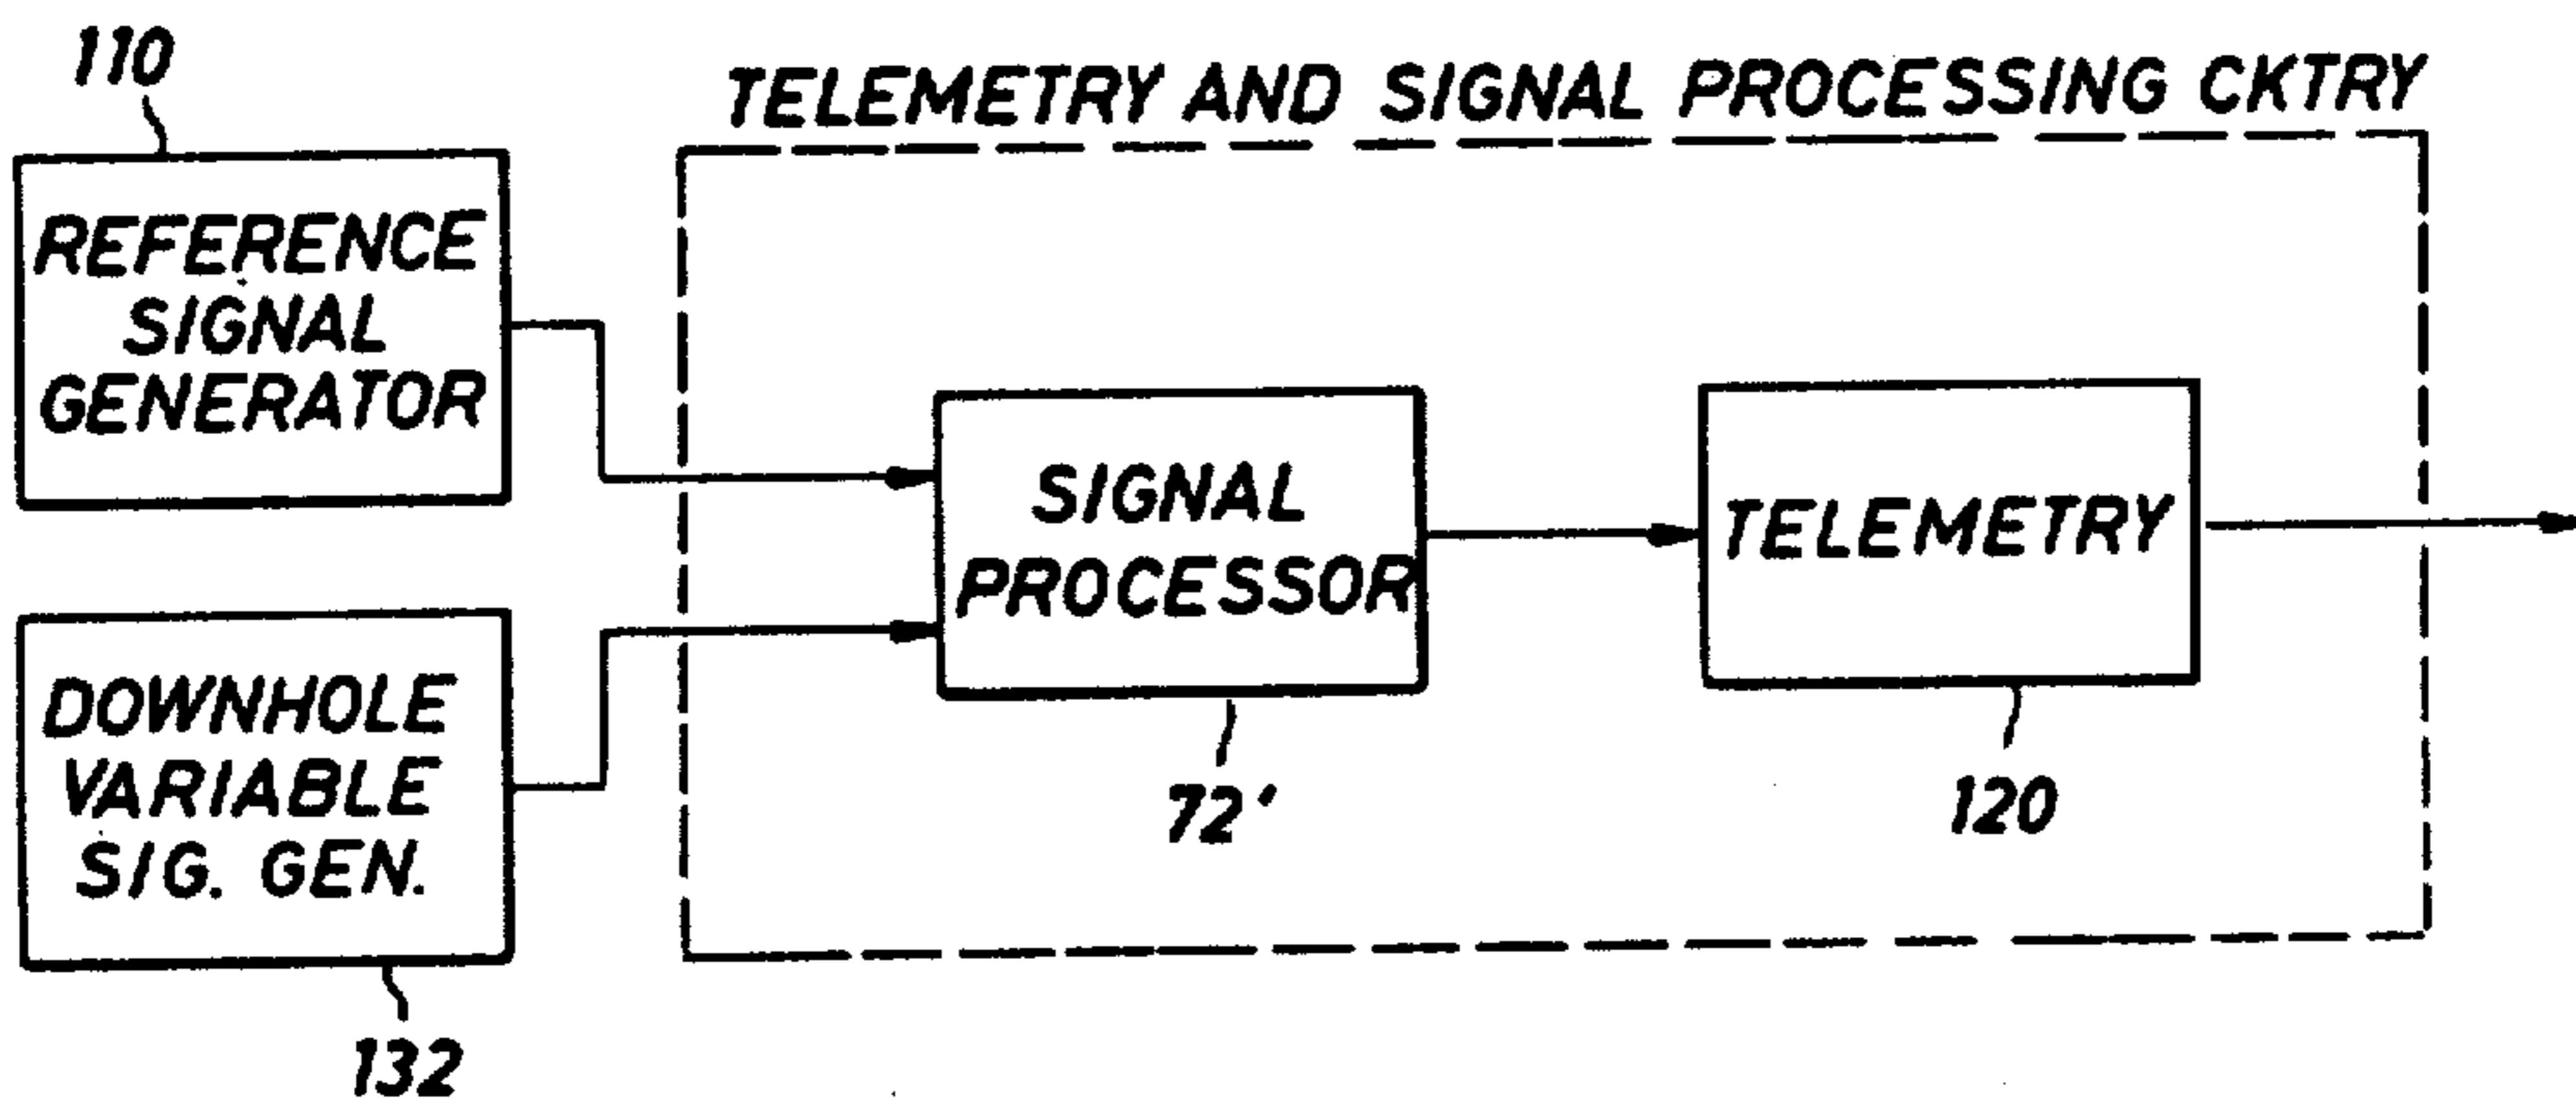 110
TELEMETRY AND SIGNAL PROCESSING CKTRY
REFERENCE
SIGNAL
GENERATOR
SIGNAL
PROCESSOR
TELEMETRY
DOWNHOLE
VARIABLE
SIG. GEN.
72'
120
132